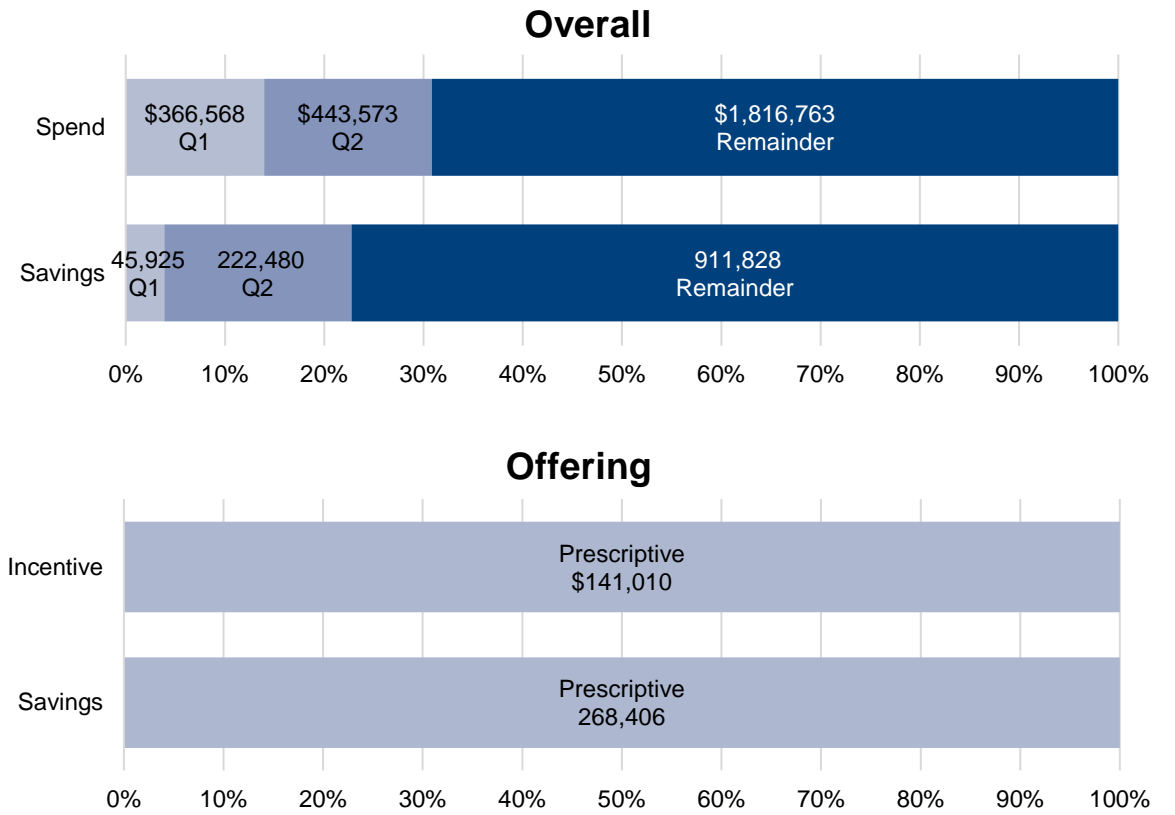 Overall
Spend
$366,568
Q1
$443,573
Q2
$1,816,763
Remainder
Savings
45,925
Q1
222,480
Q2
911,828
Remainder
0% 10% 20% 30% 40% 50% 60% 70% 80% 90% 100%
Offering
Incentive
Prescriptive
$141,010
Savings
Prescriptive
268,406
0% 10% 20% 30% 40% 50% 60% 70% 80% 90% 100%